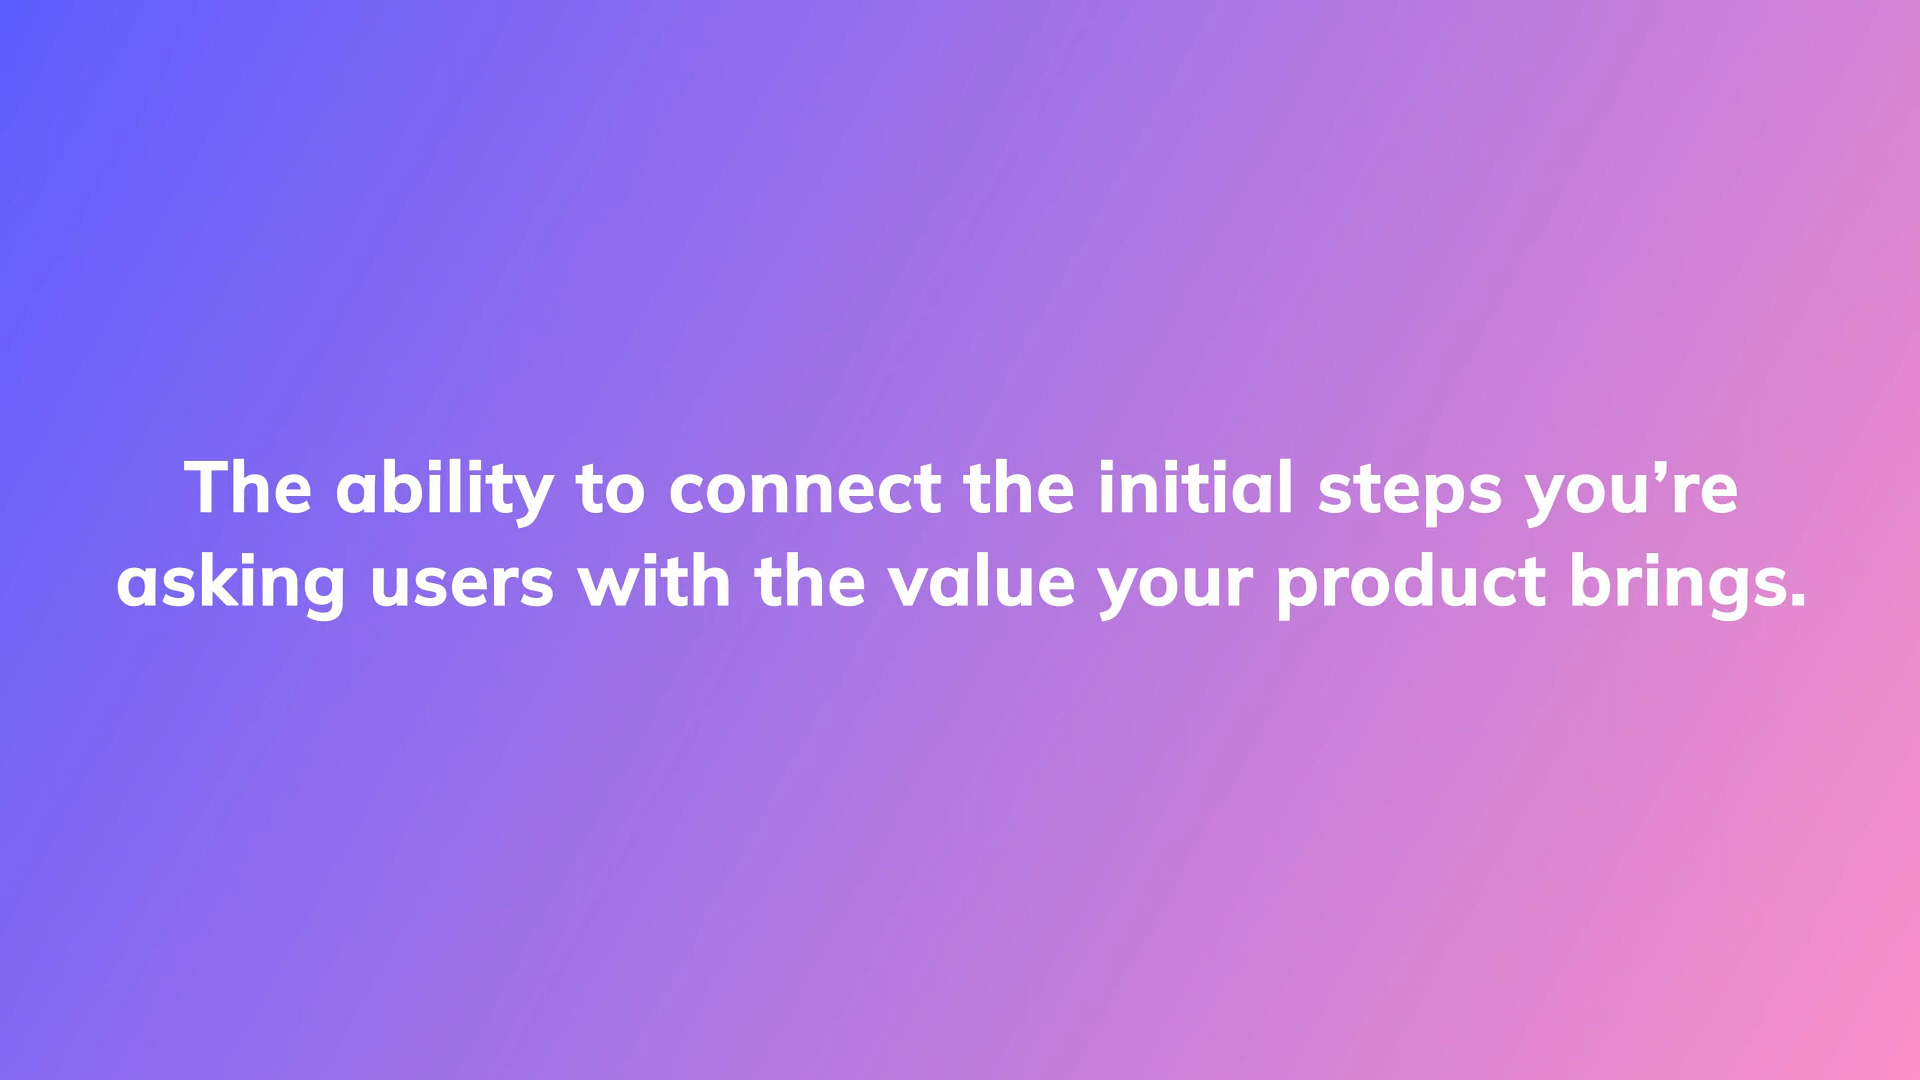 The ability to connect the initial steps you’re
asking users with the value your product brings.